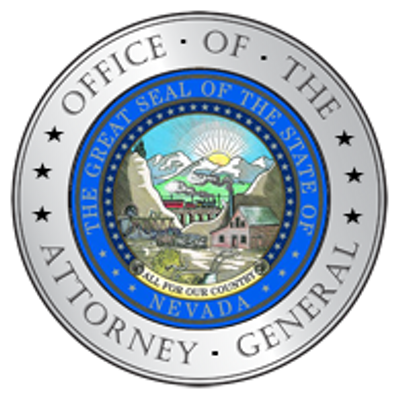 OFFICE · OF · THE
ATTORNEY · GENERAL
THE GREAT SEAL OF THE STATE OF
NEVADA
ALL FOR OUR COUNTRY